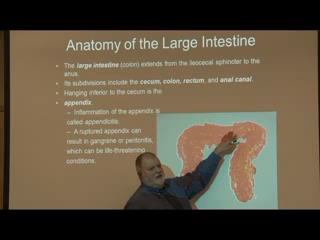 Anatomy of the Large Intestine
• The large intestine (colon) extends from the ileocecal sphincter to the
anus.
• Its subdivisions include the cecum, colon, rectum, and anal canal.
• Hanging inferior to the cecum is the
• appendix.
– Inflammation of the appendix is
called appendicitis.
– A ruptured appendix can
result in gangrene or peritonitis,
which can be life-threatening
conditions.